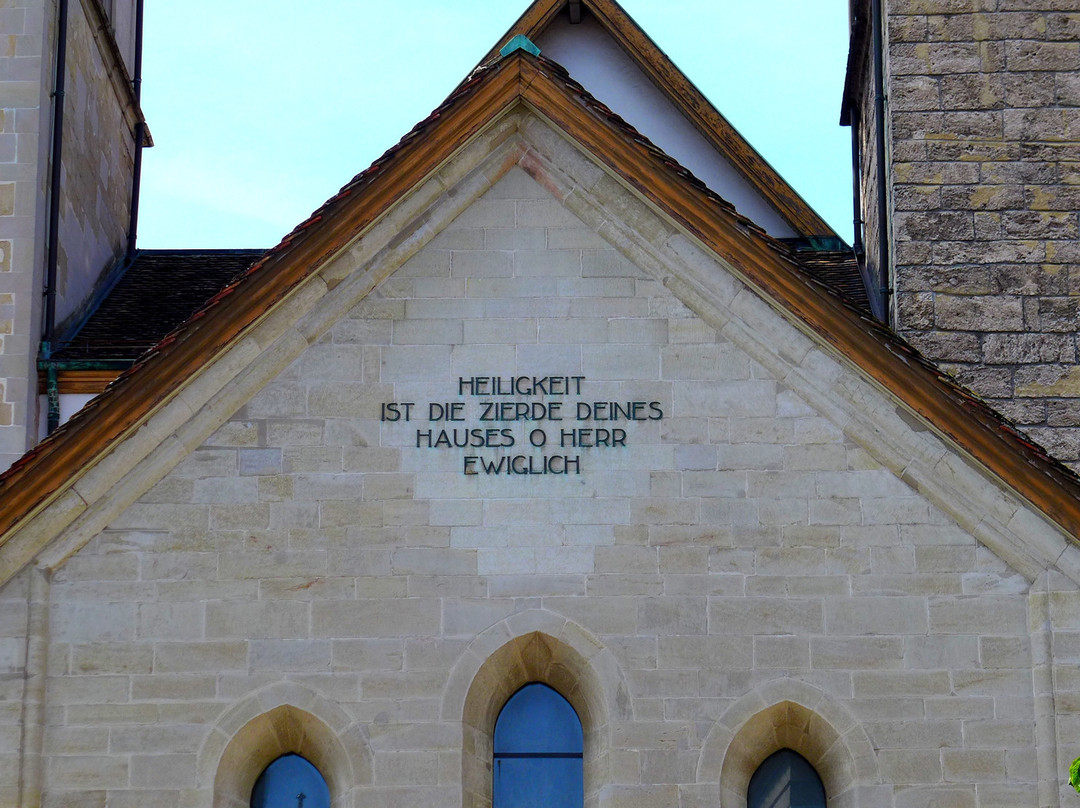 HEILIGKEIT
IST DIE ZIERDE DEINES
HAUSES O HERR
EWIGLICH